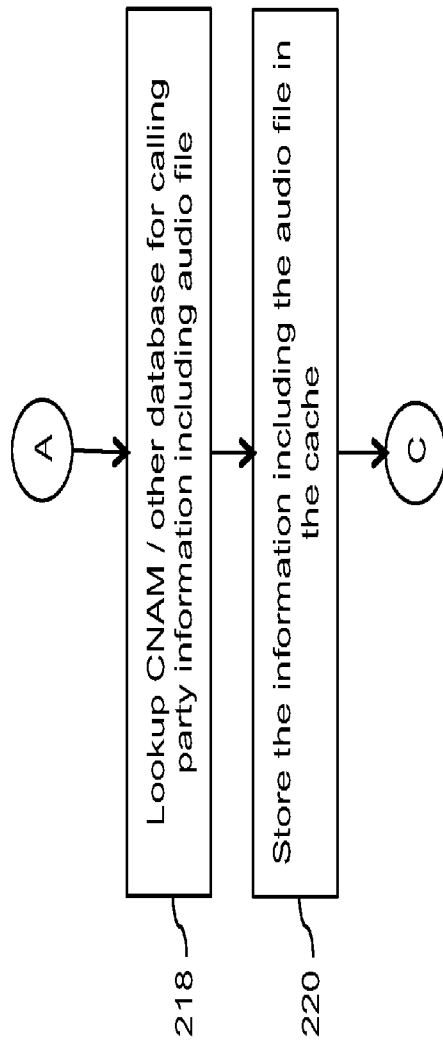 A
218
Lookup CNAM / other database for calling
party information including audio file
220
Store the information including the audio file in
the cache
C